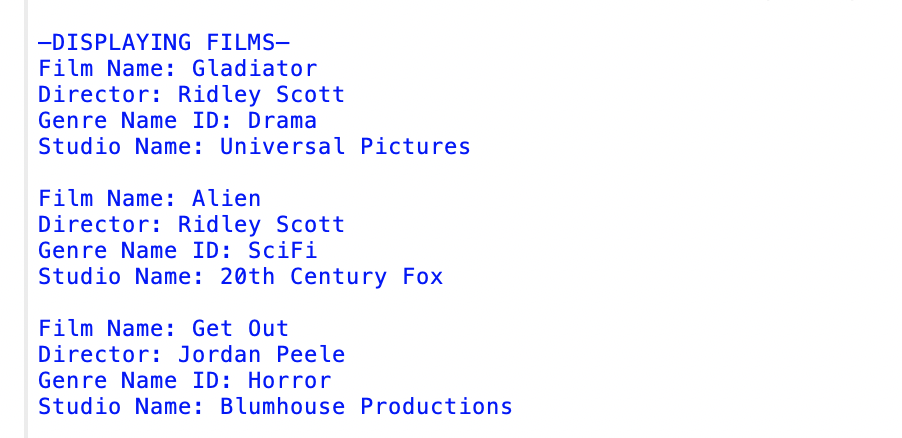 —DISPLAYING FILMS—
Film Name: Gladiator
Director: Ridley Scott
Genre Name ID: Drama
Studio Name: Universal Pictures
Film Name: Alien
Director: Ridley Scott
Genre Name ID: SciFi
Studio Name: 20th Century Fox
Film Name: Get Out
Director: Jordan Peele
Genre Name ID: Horror
Studio Name: Blumhouse Productions